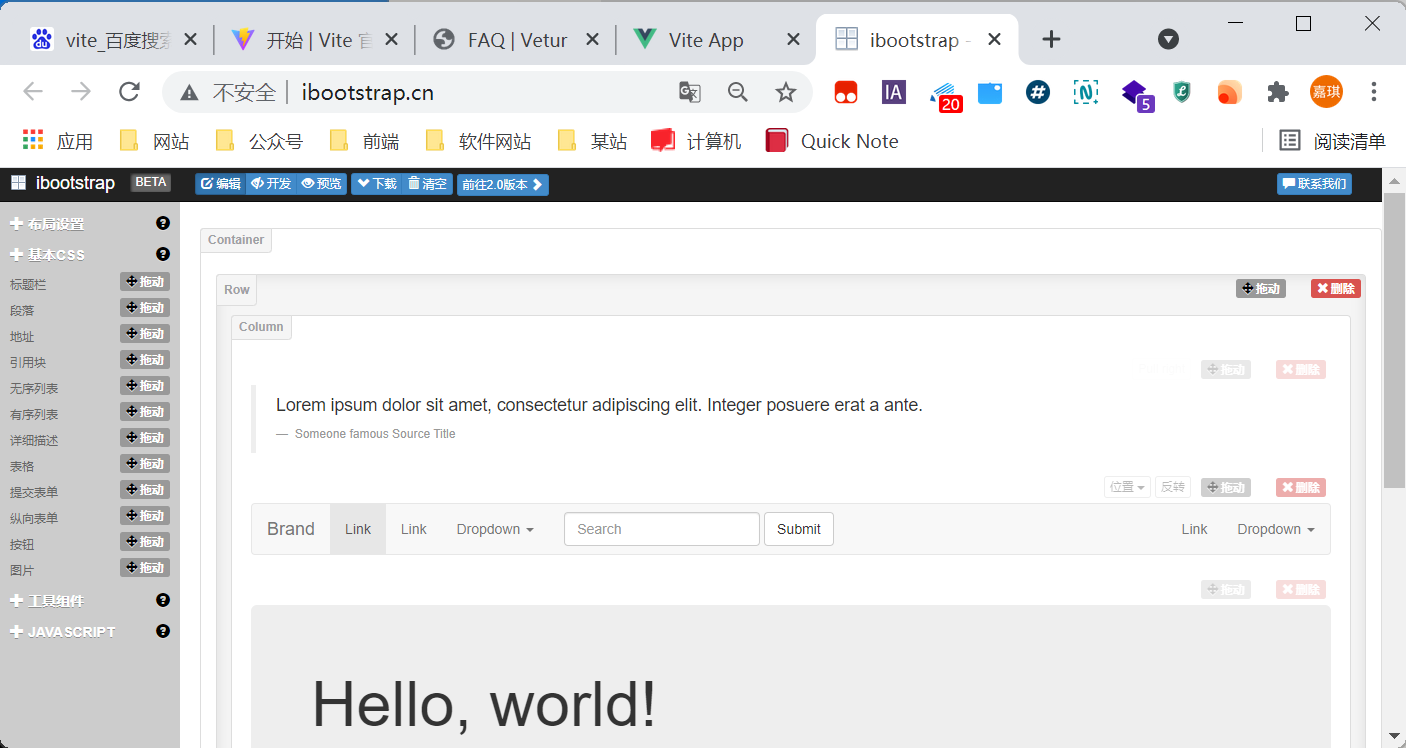 vite_百度搜索
开始 | Vite 官
FAQ | Vetur
Vite App
ibootstrap -
不安全 | ibootstrap.cn
IA
20
5
嘉琪
应用
网站
公众号
前端
软件网站
某站
计算机
Quick Note
阅读清单
ibootstrap BETA
编辑 开发 预览 下载 清空 前往2.0版本 联系我们
布局设置
基本CSS
标题栏 拖动
段落 拖动
地址 拖动
引用块 拖动
无序列表 拖动
有序列表 拖动
详细描述 拖动
表格 拖动
提交表单 拖动
纵向表单 拖动
按钮 拖动
图片 拖动
工具组件
JAVASCRIPT
Container
Row 拖动 删除
Column
拖动 删除
Lorem ipsum dolor sit amet, consectetur adipiscing elit. Integer posuere erat a ante.
— Someone famous Source Title
位置 反转 拖动 删除
Brand Link Link Dropdown Search Submit Link Dropdown
拖动 删除
Hello, world!